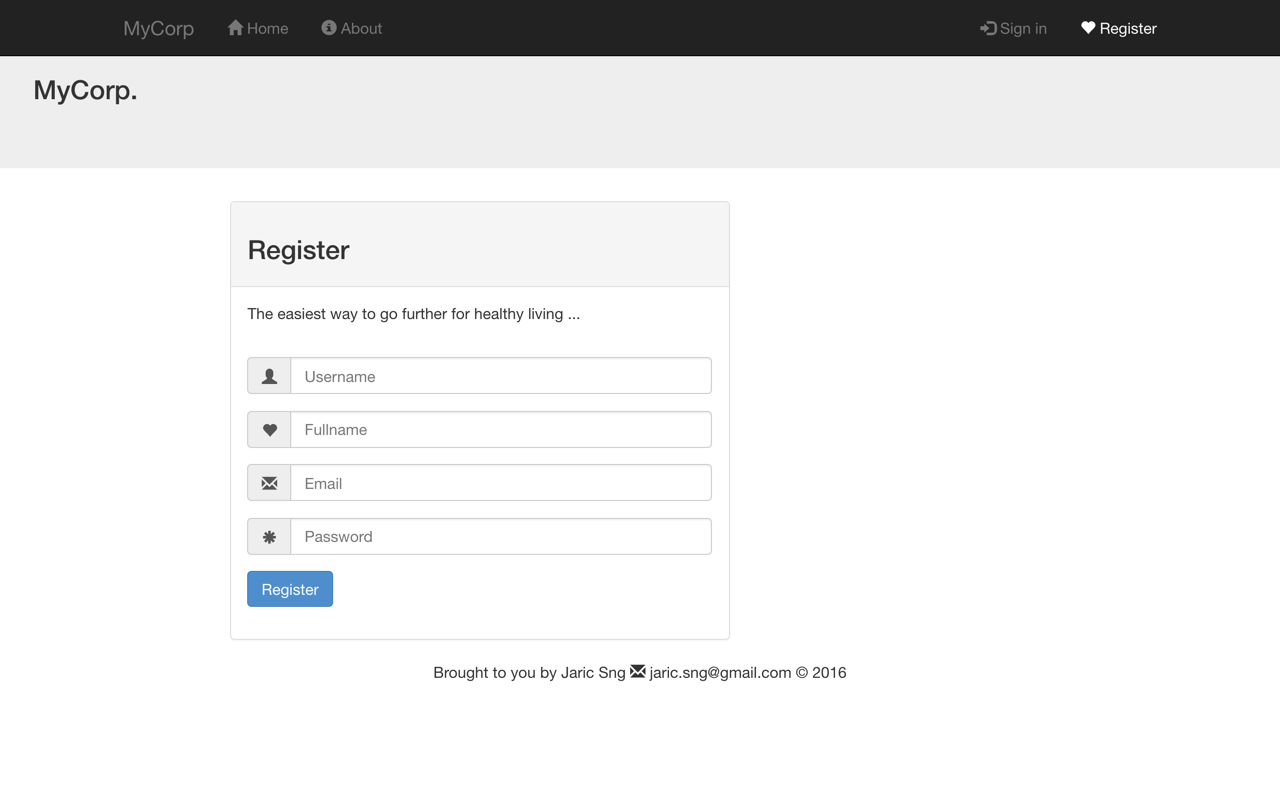 MyCorp Home About Sign in Register
MyCorp.
Register
The easiest way to go further for healthy living ...
Username
Fullname
Email
Password
Register
Brought to you by Jaric Sng jaric.sng@gmail.com © 2016